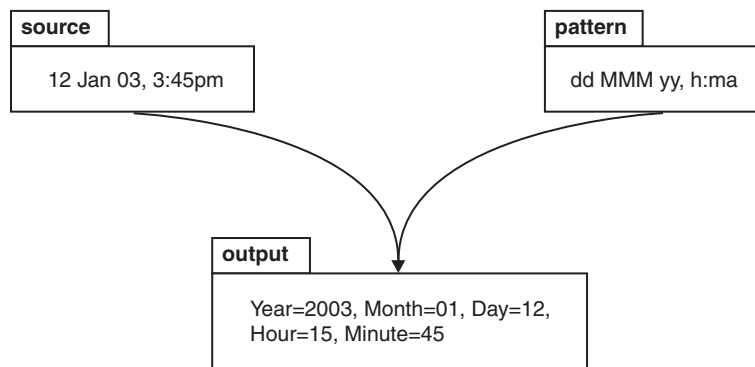 source
12 Jan 03, 3:45pm
pattern
dd MMM yy, h:ma
output
Year=2003, Month=01, Day=12,
Hour=15, Minute=45